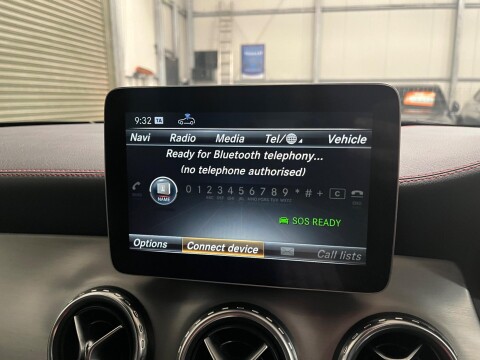 9:32 TA
Navi Radio Media Tel/ Vehicle
Ready for Bluetooth telephony...
(no telephone authorised)
NAME 0 1 2 3 4 5 6 7 8 9 * # + C
SOS READY
Options Connect device Call lists